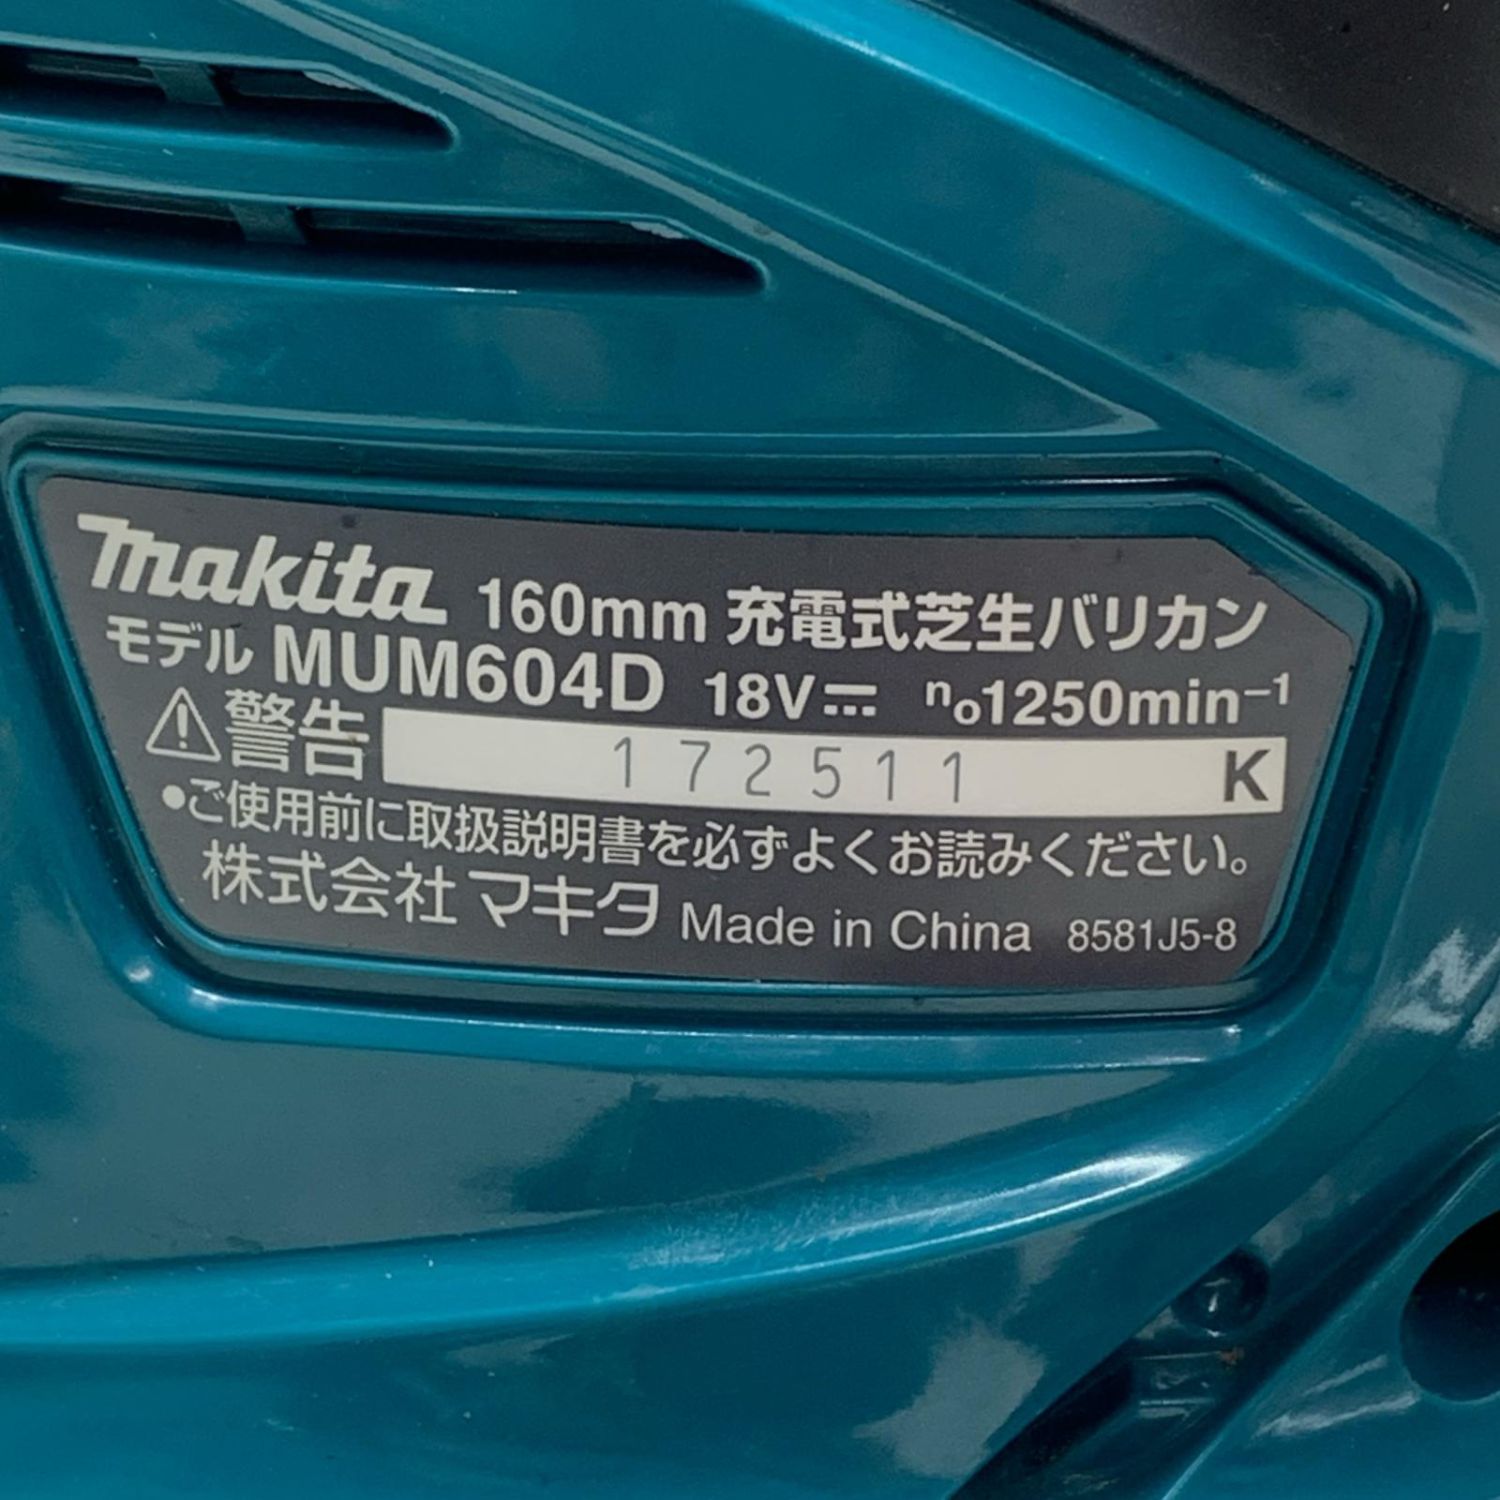 makita 160mm 充電式芝生バリカン
モデル MUM604D 18V⎓ no1250min-1
⚠警告 172511 K
●ご使用前に取扱説明書を必ずよくお読みください。
株式会社マキタ Made in China 8581J5-8